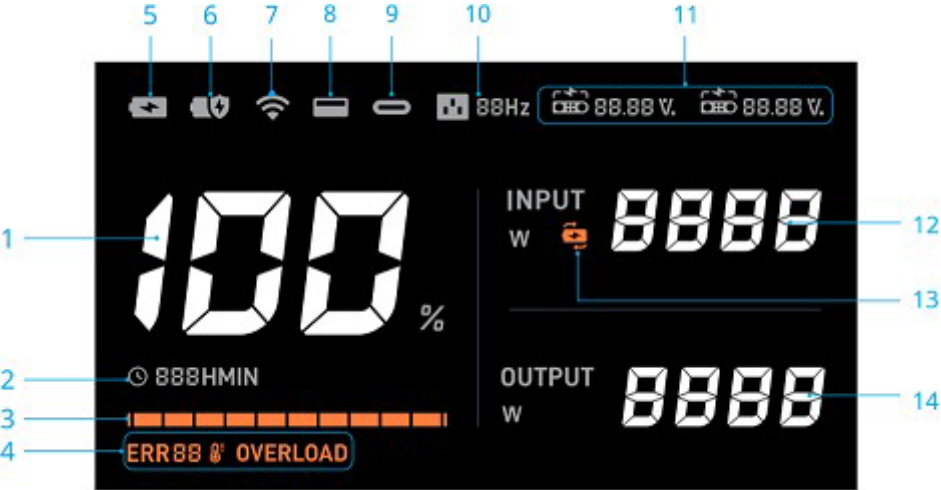 5 6 7 8 9 10 11
88Hz 88.88 V. 88.88 V.
1 100 %
INPUT
W 8888 12
13
2 888HMIN
OUTPUT
W 8888 14
3
4 ERR88 OVERLOAD